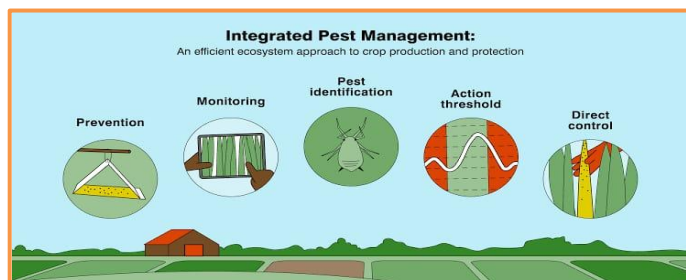 Integrated Pest Management:
An efficient ecosystem approach to crop production and protection
Prevention
Monitoring
Pest
identification
Action
threshold
Direct
control